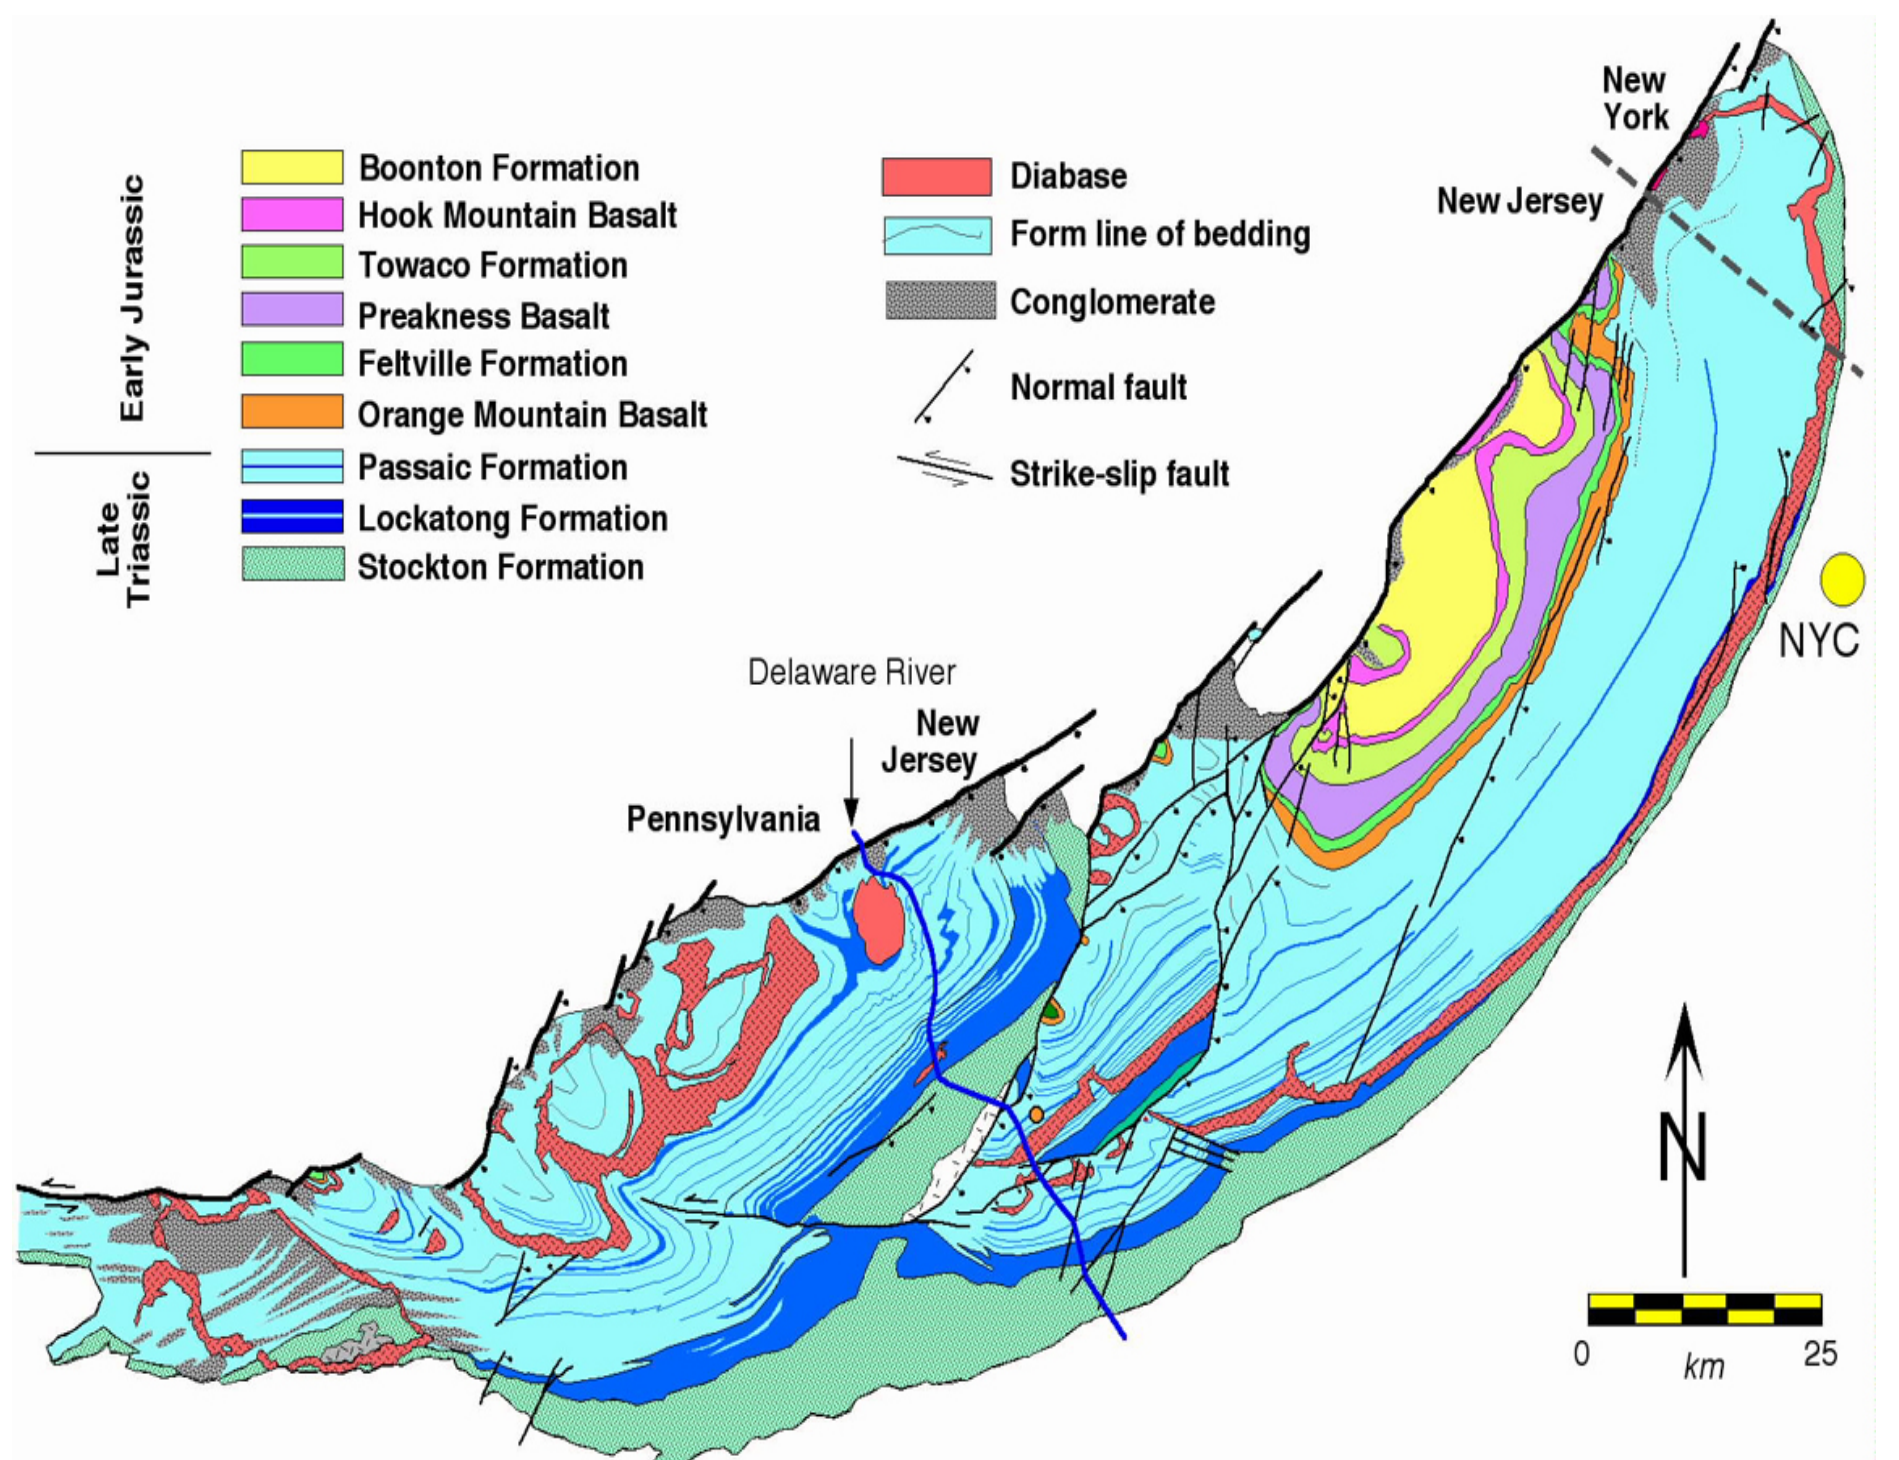 Early Jurassic
Late
Triassic
Boonton Formation
Hook Mountain Basalt
Towaco Formation
Preakness Basalt
Feltville Formation
Orange Mountain Basalt
Passaic Formation
Lockatong Formation
Stockton Formation
Diabase
Form line of bedding
Conglomerate
Normal fault
Strike-slip fault
New
York
New Jersey
NYC
Delaware River
New
Jersey
Pennsylvania
N
0
25
km